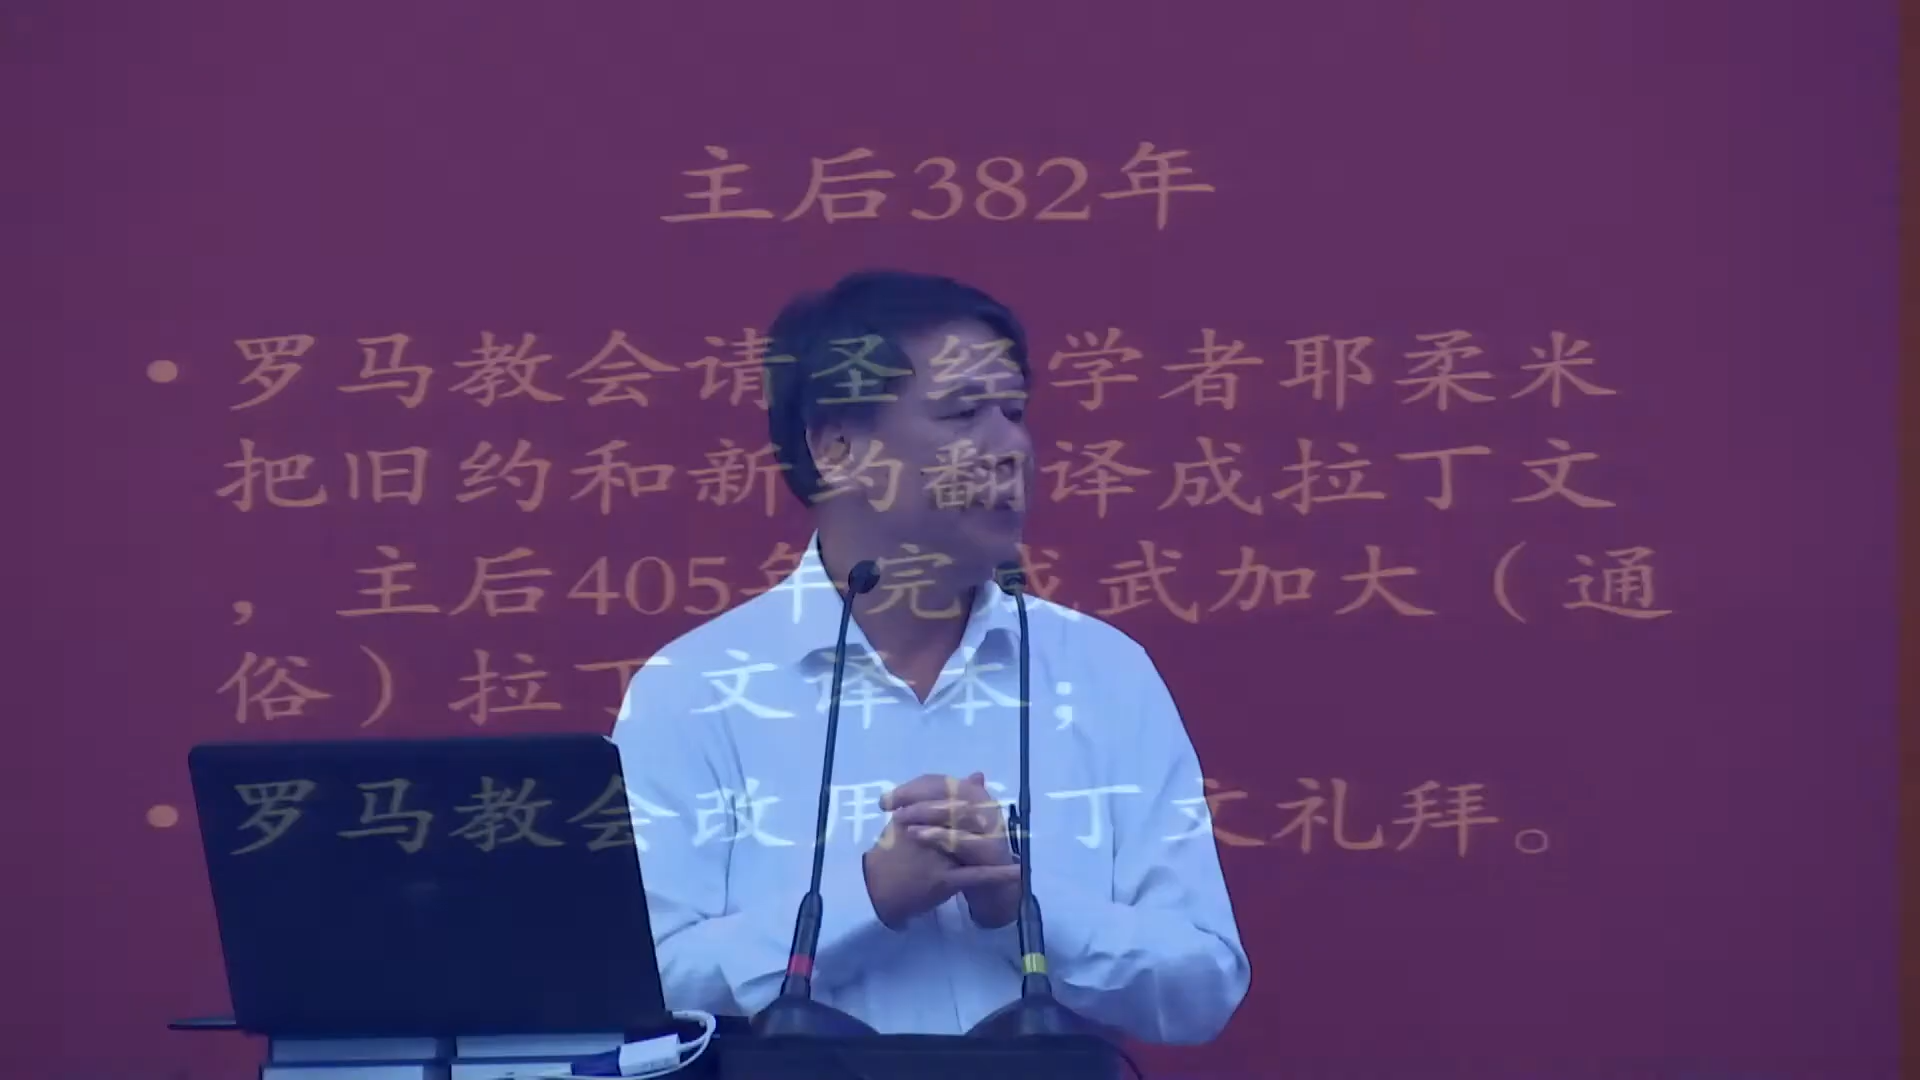 主后382年
• 罗马教会请圣经学者耶柔米
把旧约和新约翻译成拉丁文
，主后405年完成武加大（通
俗）拉丁文译本；
• 罗马教会改用拉丁文礼拜。